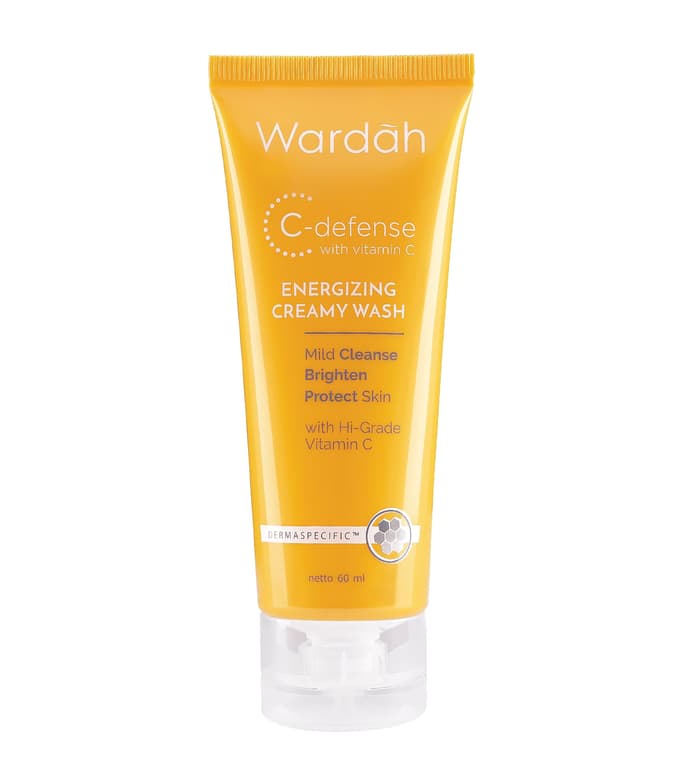 Wardāh
C-defense
with vitamin C
ENERGIZING
CREAMY WASH
Mild Cleanse
Brighten
Protect Skin
with Hi-Grade
Vitamin C
DERMASPECIFIC™
netto 60 ml